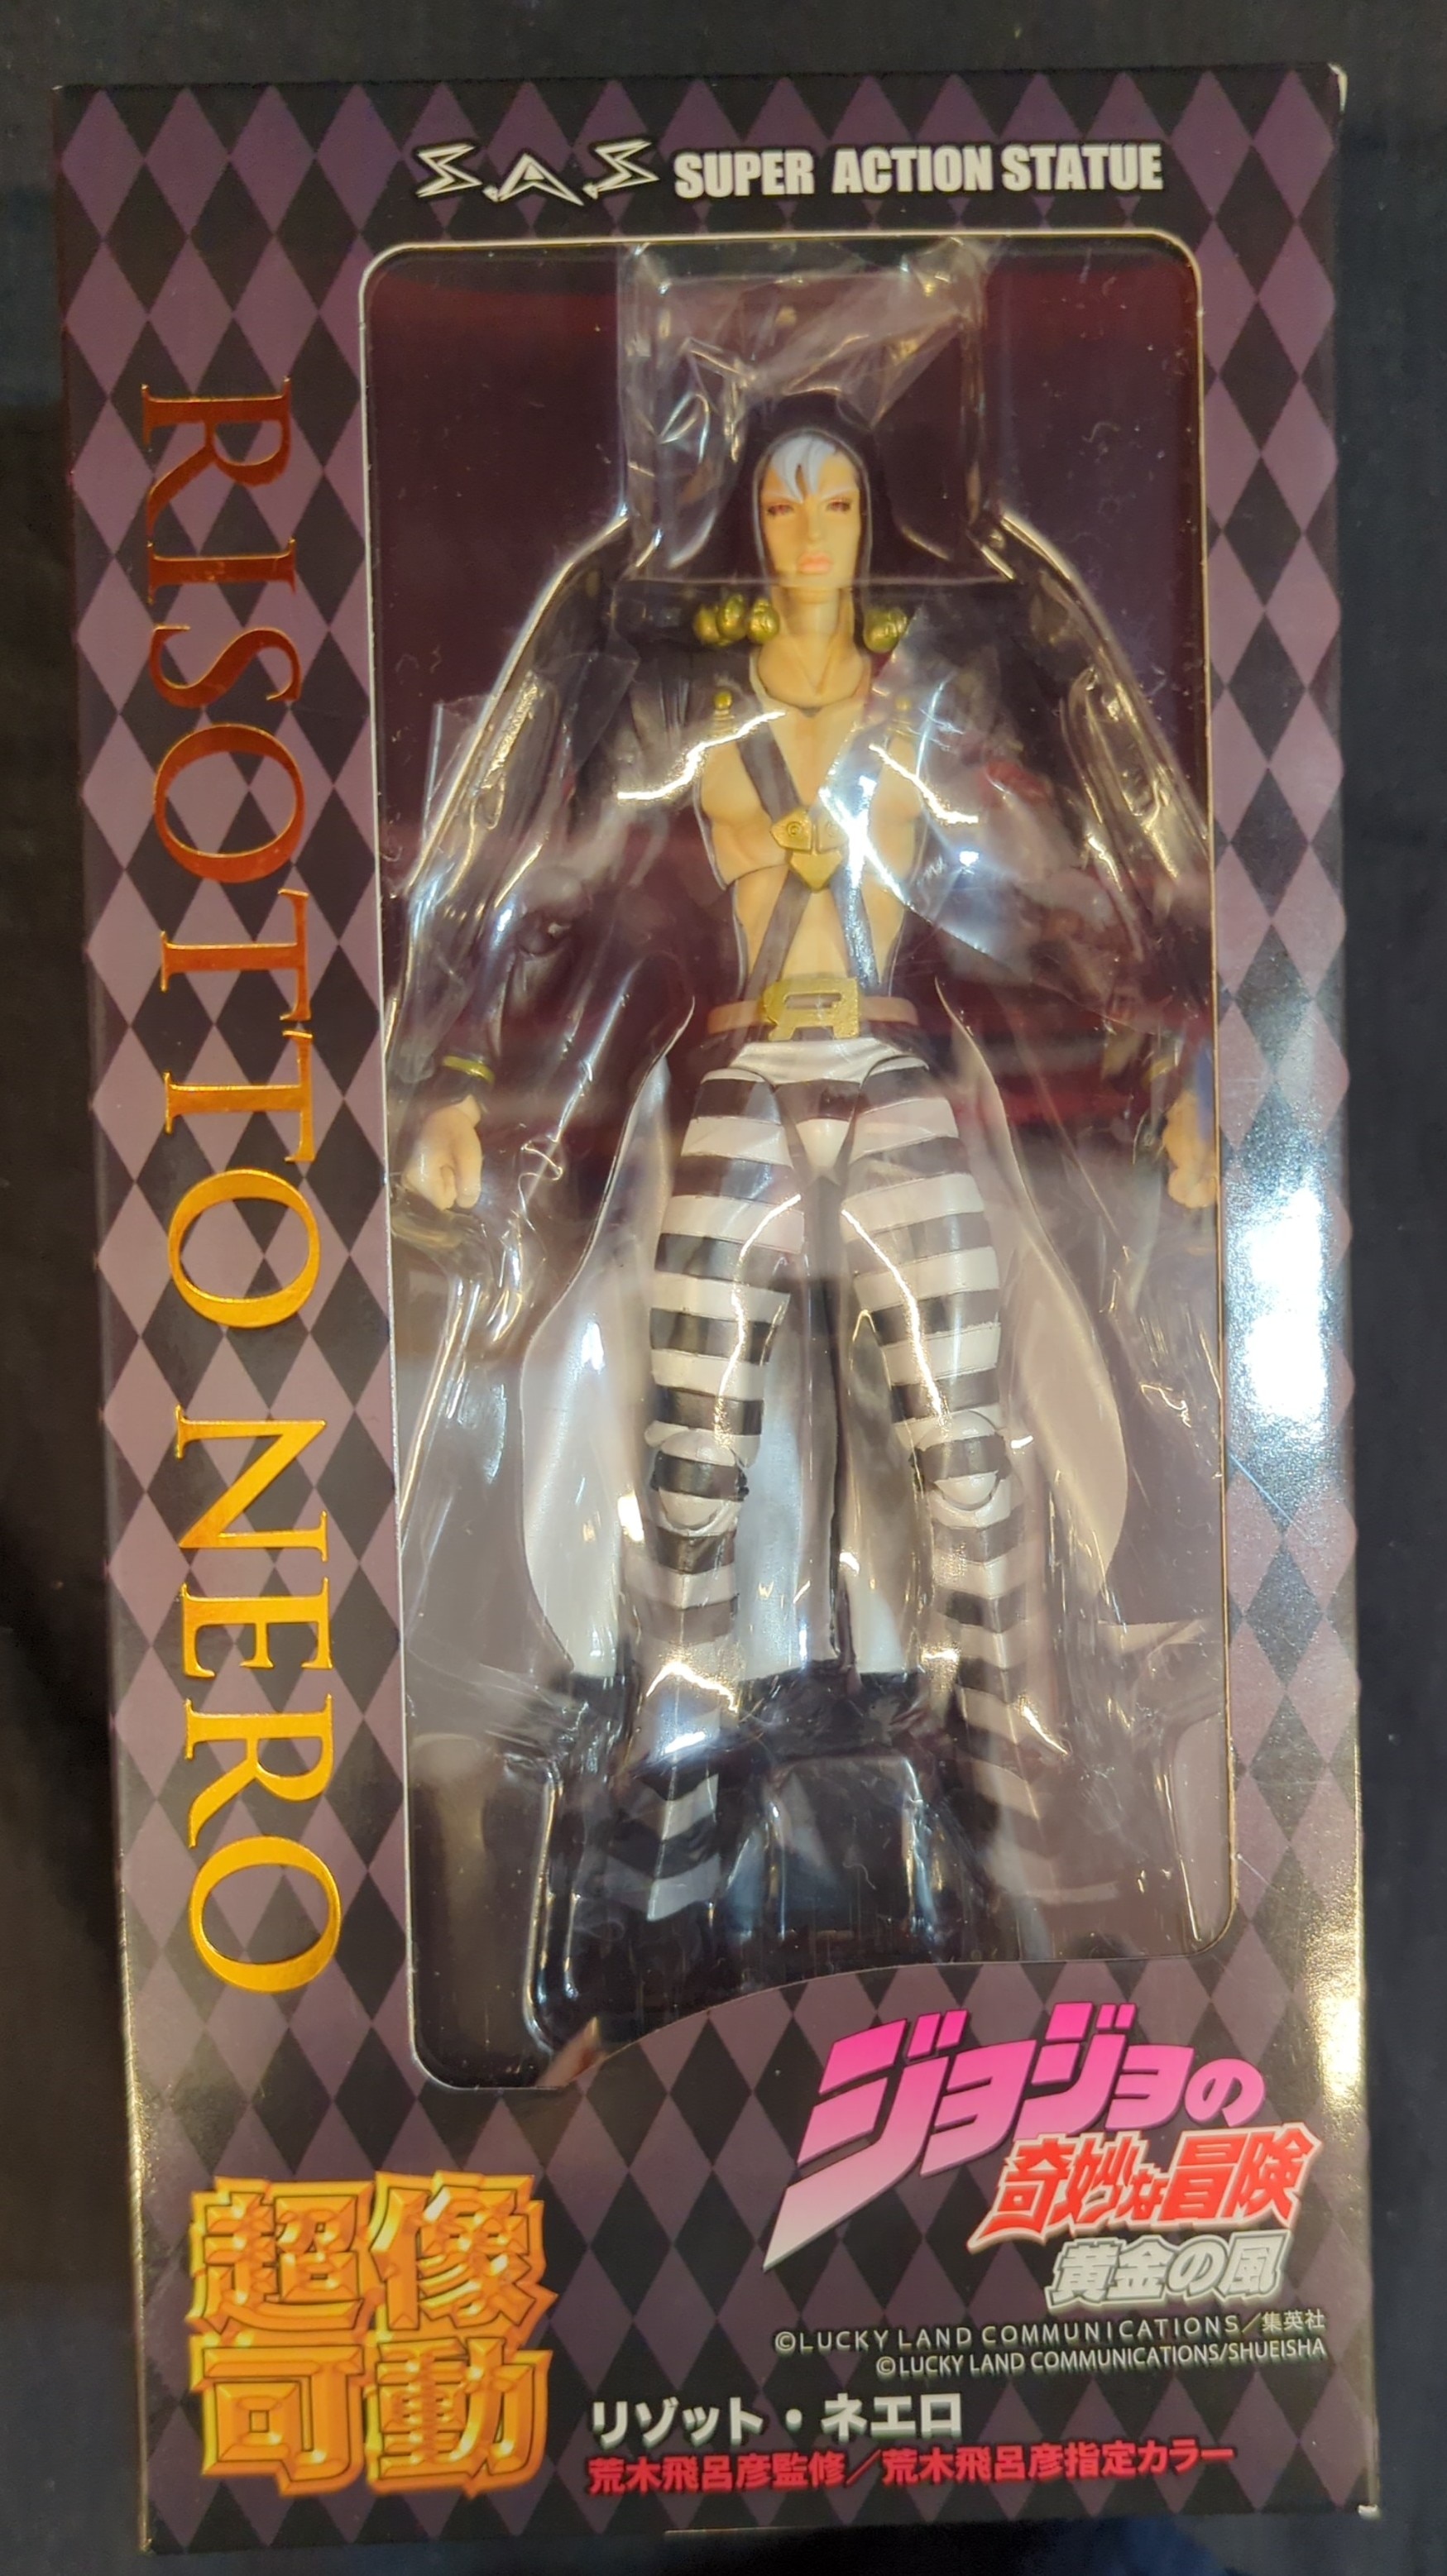 S.A.S SUPER ACTION STATUE
RISOTTO NERO
ジョジョの
奇妙な冒険
黄金の風
©LUCKY LAND COMMUNICATIONS／集英社
©LUCKY LAND COMMUNICATIONS/SHUEISHA
超像
可動
リゾット・ネエロ
荒木飛呂彦監修／荒木飛呂彦指定カラー